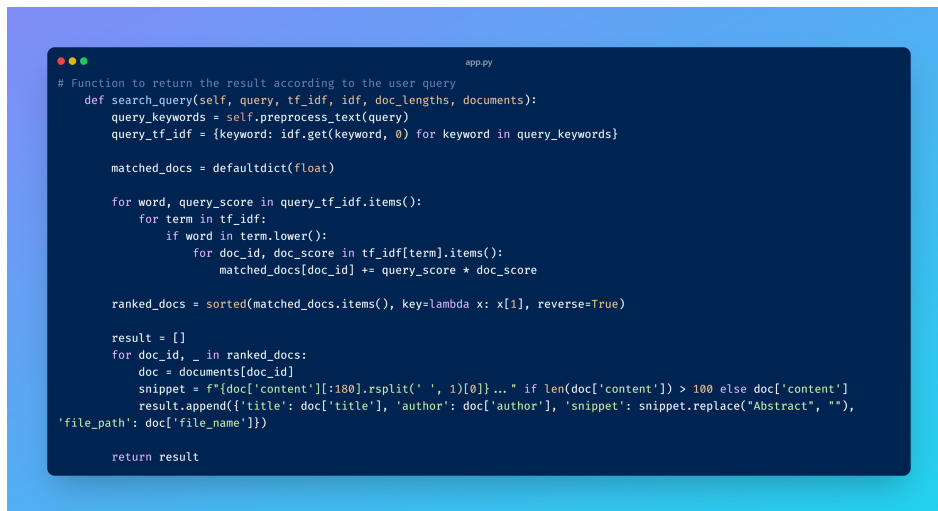 app.py
# Function to return the result according to the user query
    def search_query(self, query, tf_idf, idf, doc_lengths, documents):
        query_keywords = self.preprocess_text(query)
        query_tf_idf = {keyword: idf.get(keyword, 0) for keyword in query_keywords}

        matched_docs = defaultdict(float)

        for word, query_score in query_tf_idf.items():
            for term in tf_idf:
                if word in term.lower():
                    for doc_id, doc_score in tf_idf[term].items():
                        matched_docs[doc_id] += query_score * doc_score

        ranked_docs = sorted(matched_docs.items(), key=lambda x: x[1], reverse=True)

        result = []
        for doc_id, _ in ranked_docs:
            doc = documents[doc_id]
            snippet = f"{doc['content'][:180].rsplit(' ', 1)[0]}..." if len(doc['content']) > 100 else doc['content']
            result.append({'title': doc['title'], 'author': doc['author'], 'snippet': snippet.replace("Abstract", ""),
'file_path': doc['file_name']})

        return result